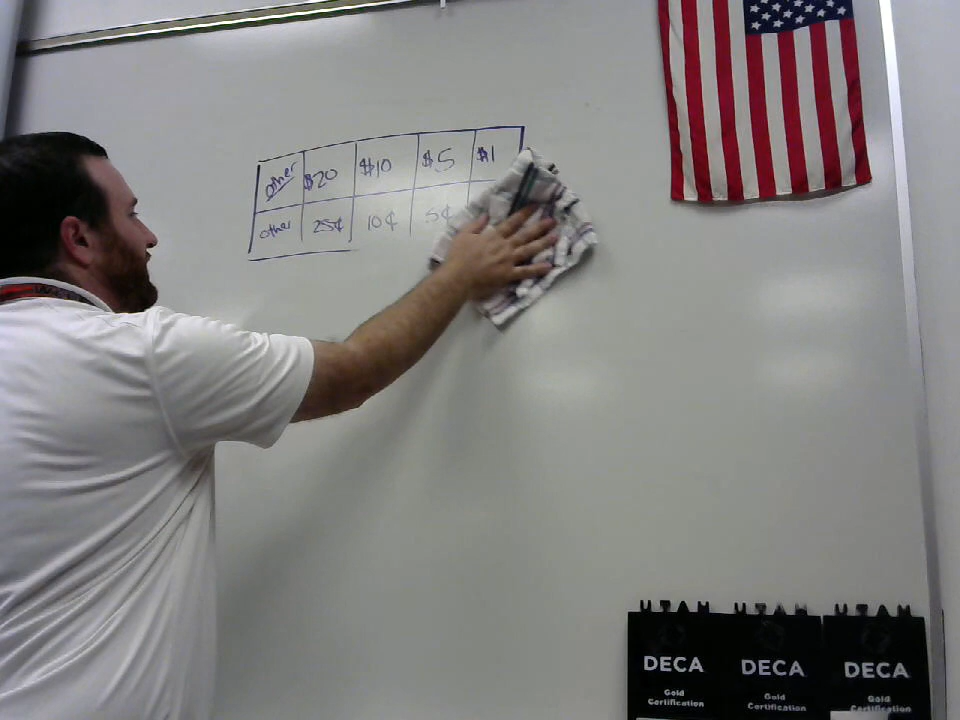 other $20 $10 $5 $1
other 25¢ 10¢ 5¢
UTAH UTAH UTAH
DECA DECA DECA
Gold Gold Gold
Certification Certification Certification